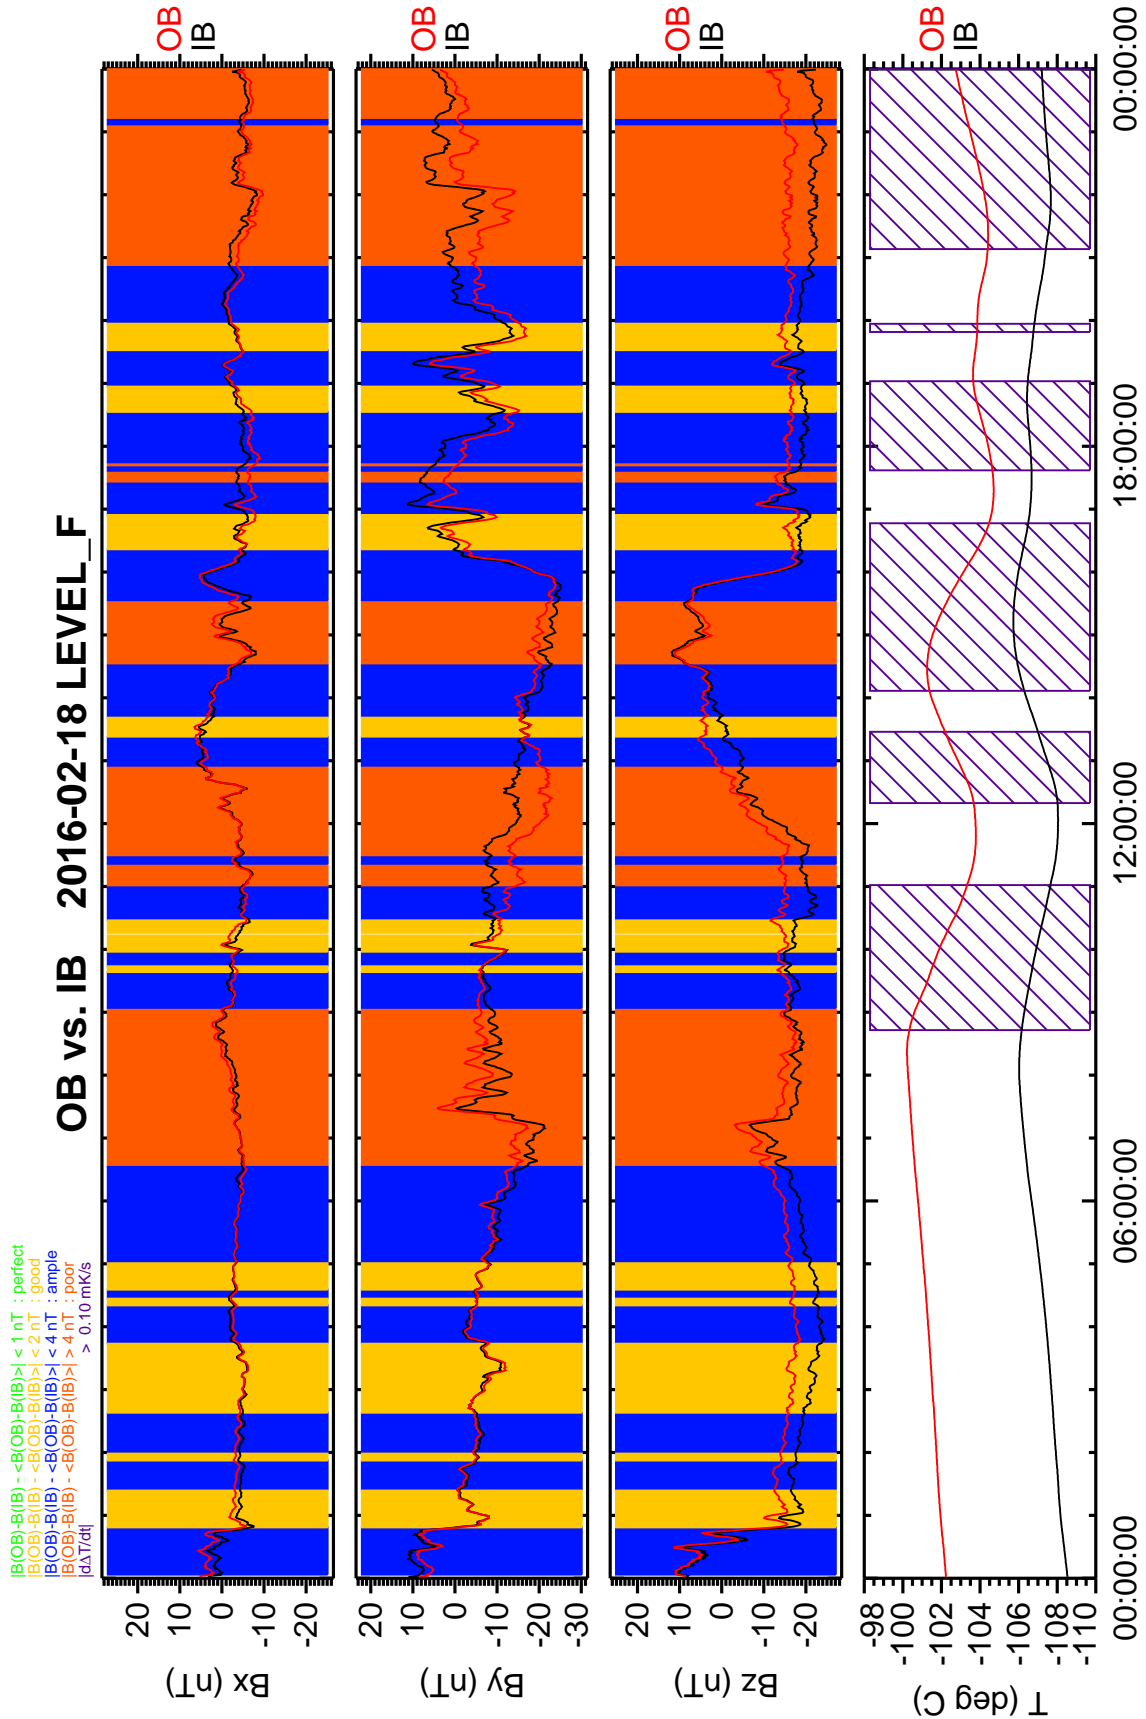 OB vs. IB 2016-02-18 LEVEL_F
|B(OB)-B(IB) - <B(OB)-B(IB)>| < 1 nT : perfect
|B(OB)-B(IB) - <B(OB)-B(IB)>| < 2 nT : good
|B(OB)-B(IB) - <B(OB)-B(IB)>| < 4 nT : ample
|B(OB)-B(IB) - <B(OB)-B(IB)>| > 4 nT : poor
|dΔT/dt| > 0.10 mK/s
Bx (nT)
20
10
0
-10
-20
OB
IB
By (nT)
20
10
0
-10
-20
-30
OB
IB
Bz (nT)
20
10
0
-10
-20
OB
IB
T (deg C)
-98
-100
-102
-104
-106
-108
-110
OB
IB
00:00:00 06:00:00 12:00:00 18:00:00 00:00:00